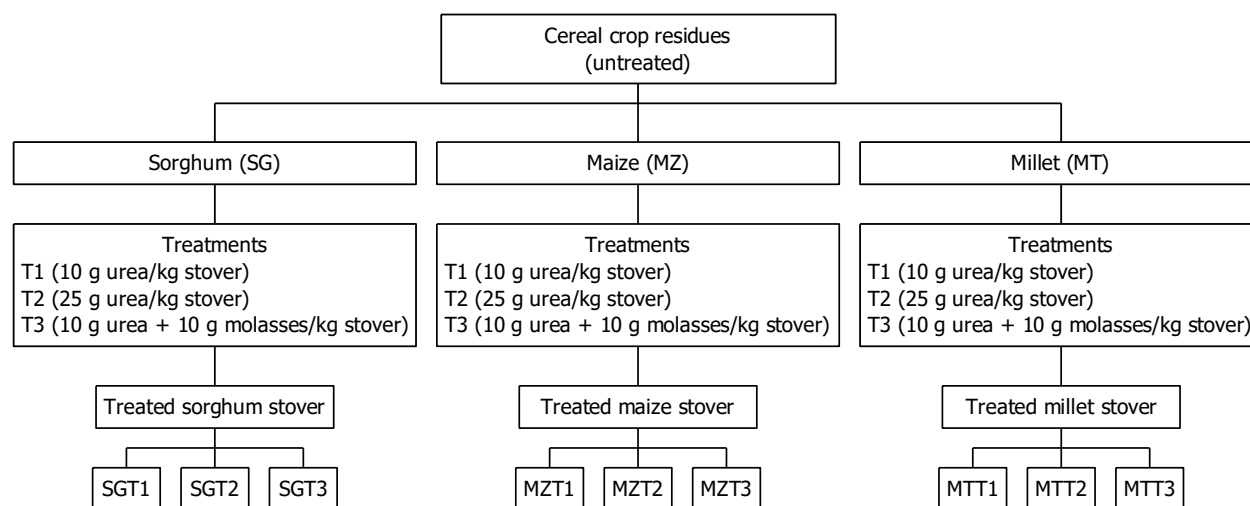 Cereal crop residues
(untreated)
Sorghum (SG)
Maize (MZ)
Millet (MT)
Treatments
T1 (10 g urea/kg stover)
T2 (25 g urea/kg stover)
T3 (10 g urea + 10 g molasses/kg stover)
Treatments
T1 (10 g urea/kg stover)
T2 (25 g urea/kg stover)
T3 (10 g urea + 10 g molasses/kg stover)
Treatments
T1 (10 g urea/kg stover)
T2 (25 g urea/kg stover)
T3 (10 g urea + 10 g molasses/kg stover)
Treated sorghum stover
Treated maize stover
Treated millet stover
SGT1
SGT2
SGT3
MZT1
MZT2
MZT3
MTT1
MTT2
MTT3